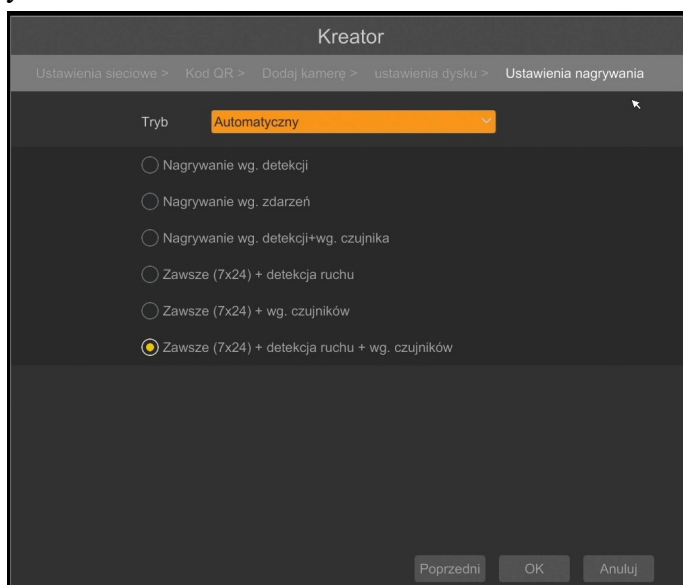 Kreator
Ustawienia sieciowe > Kod QR > Dodaj kamerę > ustawienia dysku > Ustawienia nagrywania
Tryb Automatyczny
Nagrywanie wg. detekcji
Nagrywanie wg. zdarzeń
Nagrywanie wg. detekcji+wg. czujnika
Zawsze (7x24) + detekcja ruchu
Zawsze (7x24) + wg. czujników
Zawsze (7x24) + detekcja ruchu + wg. czujników
Poprzedni OK Anuluj